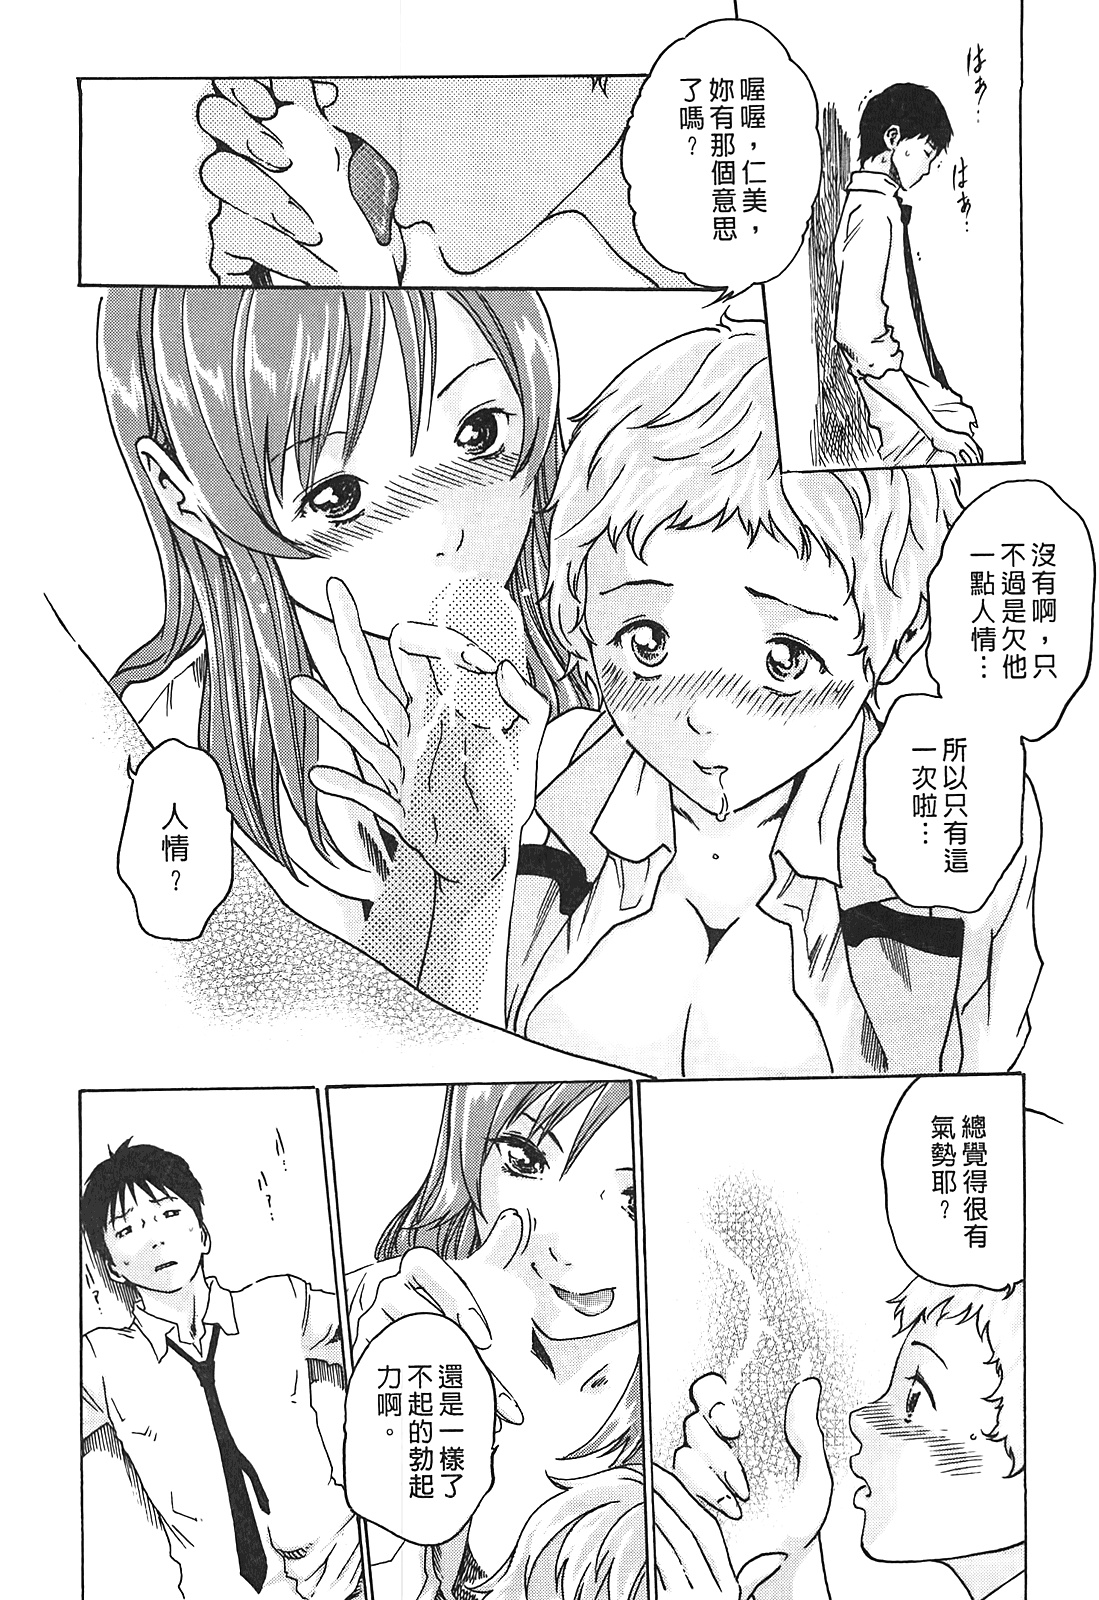 はぁ…
はぁ…
喔喔，仁美，
妳有那個意思
了嗎？
沒有啊，只
不過是欠他
一點人情…
所以只有這
一次啦…
人情？
總覺得很有
氣勢耶？
還是一樣了
不起的勃起
力啊。
…？
…？